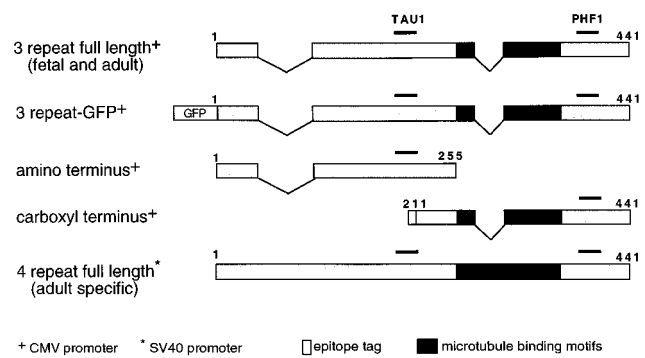 TAU1 PHF1
3 repeat full length+ 1 441
(fetal and adult)
3 repeat-GFP+ GFP 1 441
amino terminus+ 1 255
carboxyl terminus+ 211 441
4 repeat full length* 1 441
(adult specific)
+ CMV promoter * SV40 promoter epitope tag microtubule binding motifs